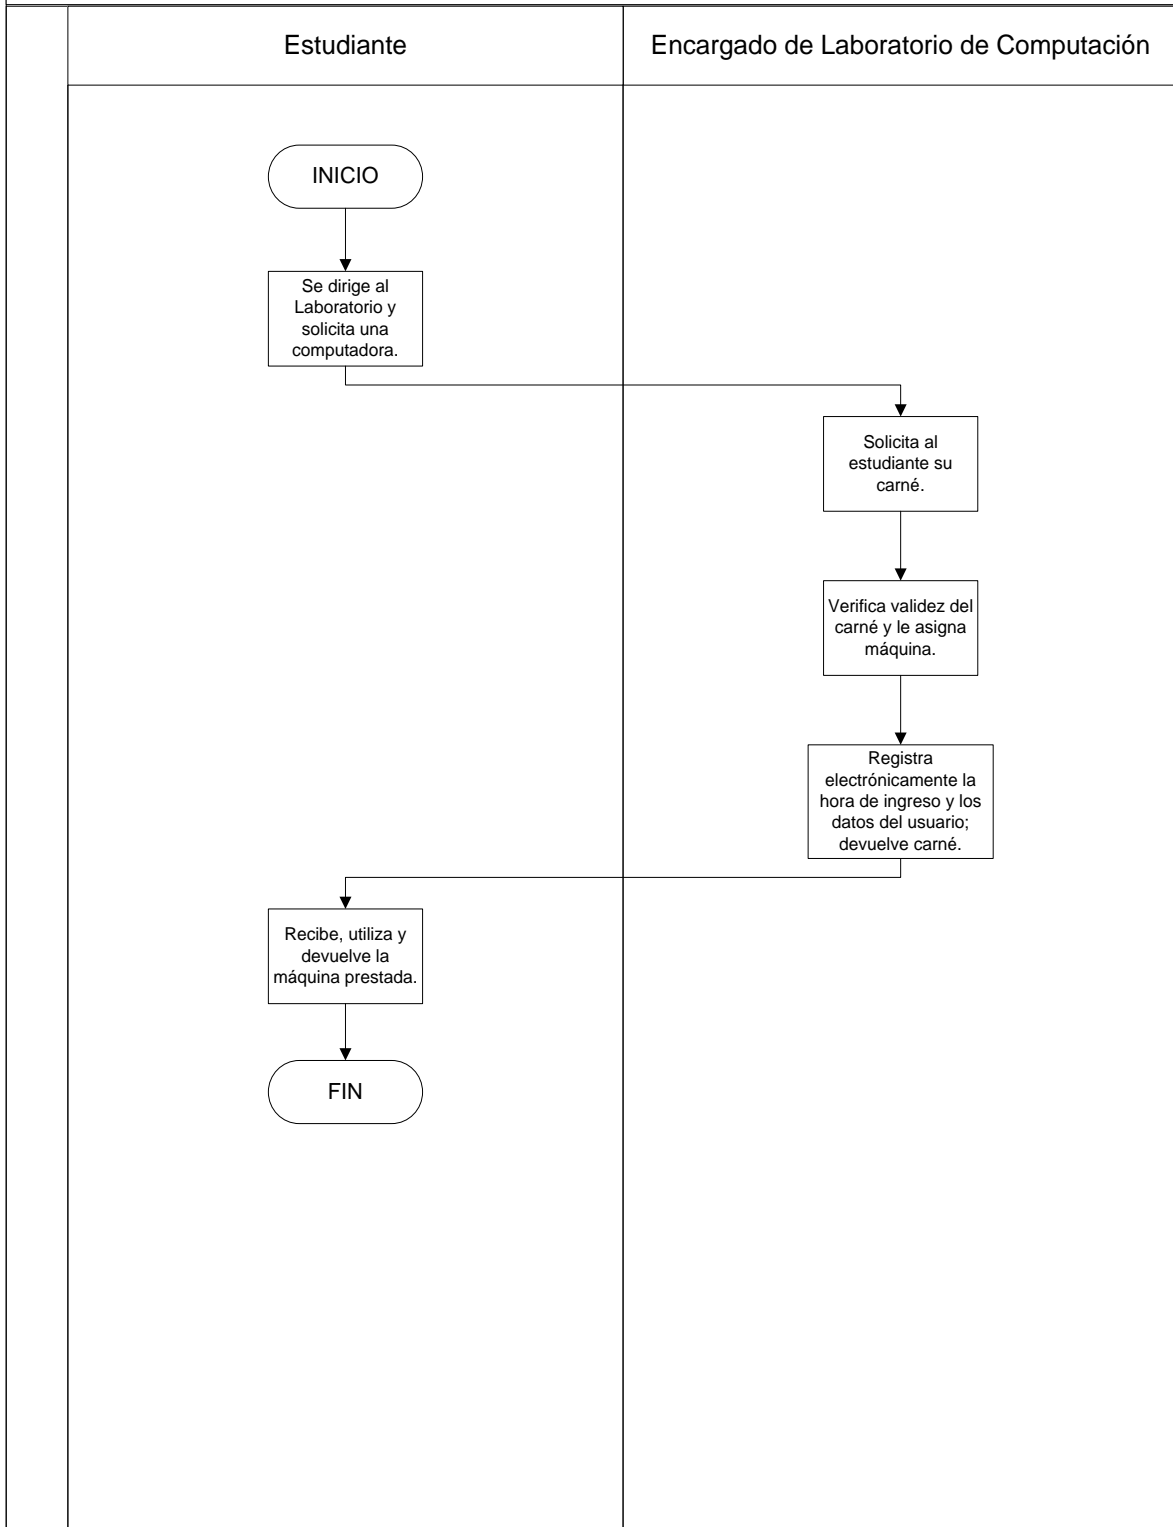 Estudiante
Encargado de Laboratorio de Computación
INICIO
Se dirige al
Laboratorio y
solicita una
computadora.
Solicita al
estudiante su
carné.
Verifica validez del
carné y le asigna
máquina.
Registra
electrónicamente la
hora de ingreso y los
datos del usuario;
devuelve carné.
Recibe, utiliza y
devuelve la
máquina prestada.
FIN